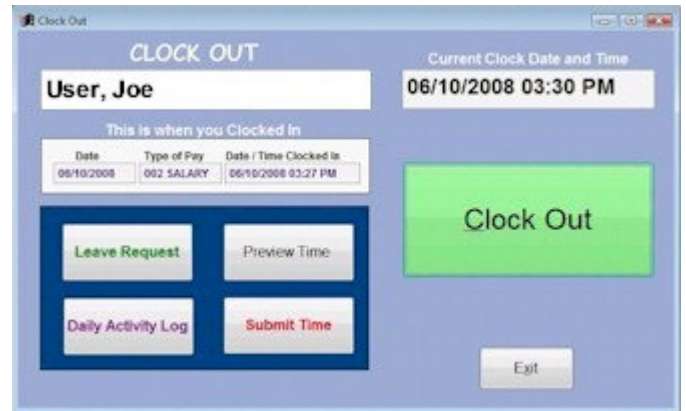 Clock Out
CLOCK OUT
User, Joe
Current Clock Date and Time
06/10/2008 03:30 PM
This is when you Clocked In
Date Type of Pay Date / Time Clocked In
06/10/2008 002 SALARY 06/10/2008 03:27 PM
Leave Request Preview Time
Daily Activity Log Submit Time
Clock Out
Exit